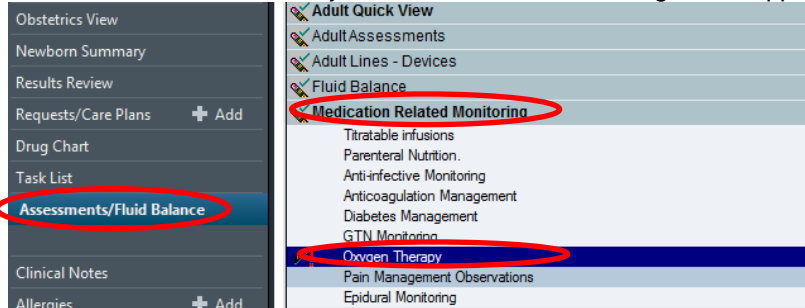 Obstetrics View
Newborn Summary
Results Review
Requests/Care Plans + Add
Drug Chart
Task List
Assessments/Fluid Balance
Clinical Notes
Allergies + Add
Adult Quick View
Adult Assessments
Adult Lines - Devices
Fluid Balance
Medication Related Monitoring
Titratable infusions
Parenteral Nutrition.
Anti-infective Monitoring
Anticoagulation Management
Diabetes Management
GTN Monitoring
Oxygen Therapy
Pain Management Observations
Epidural Monitoring